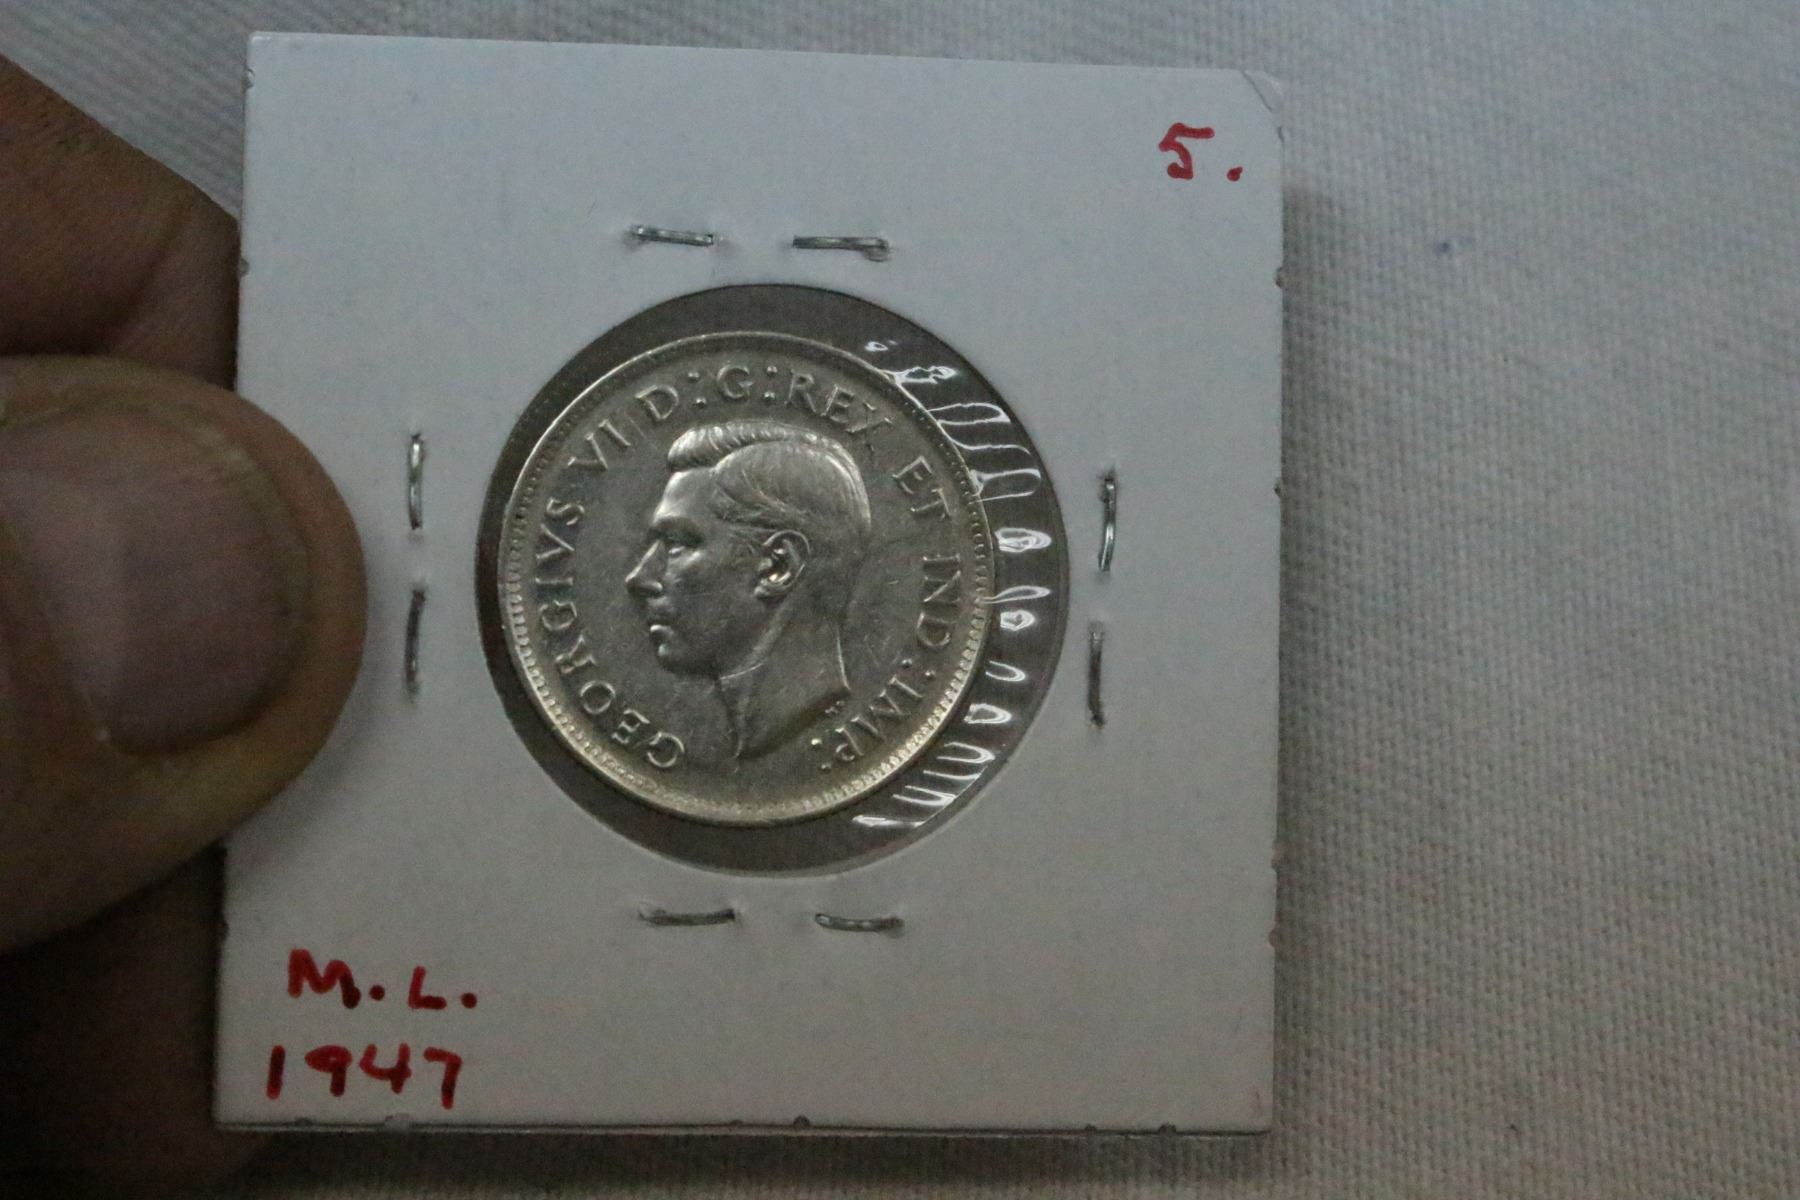 5.
GEORGIVS VI D:G:REX ET IND:IMP:
M.L.
1947